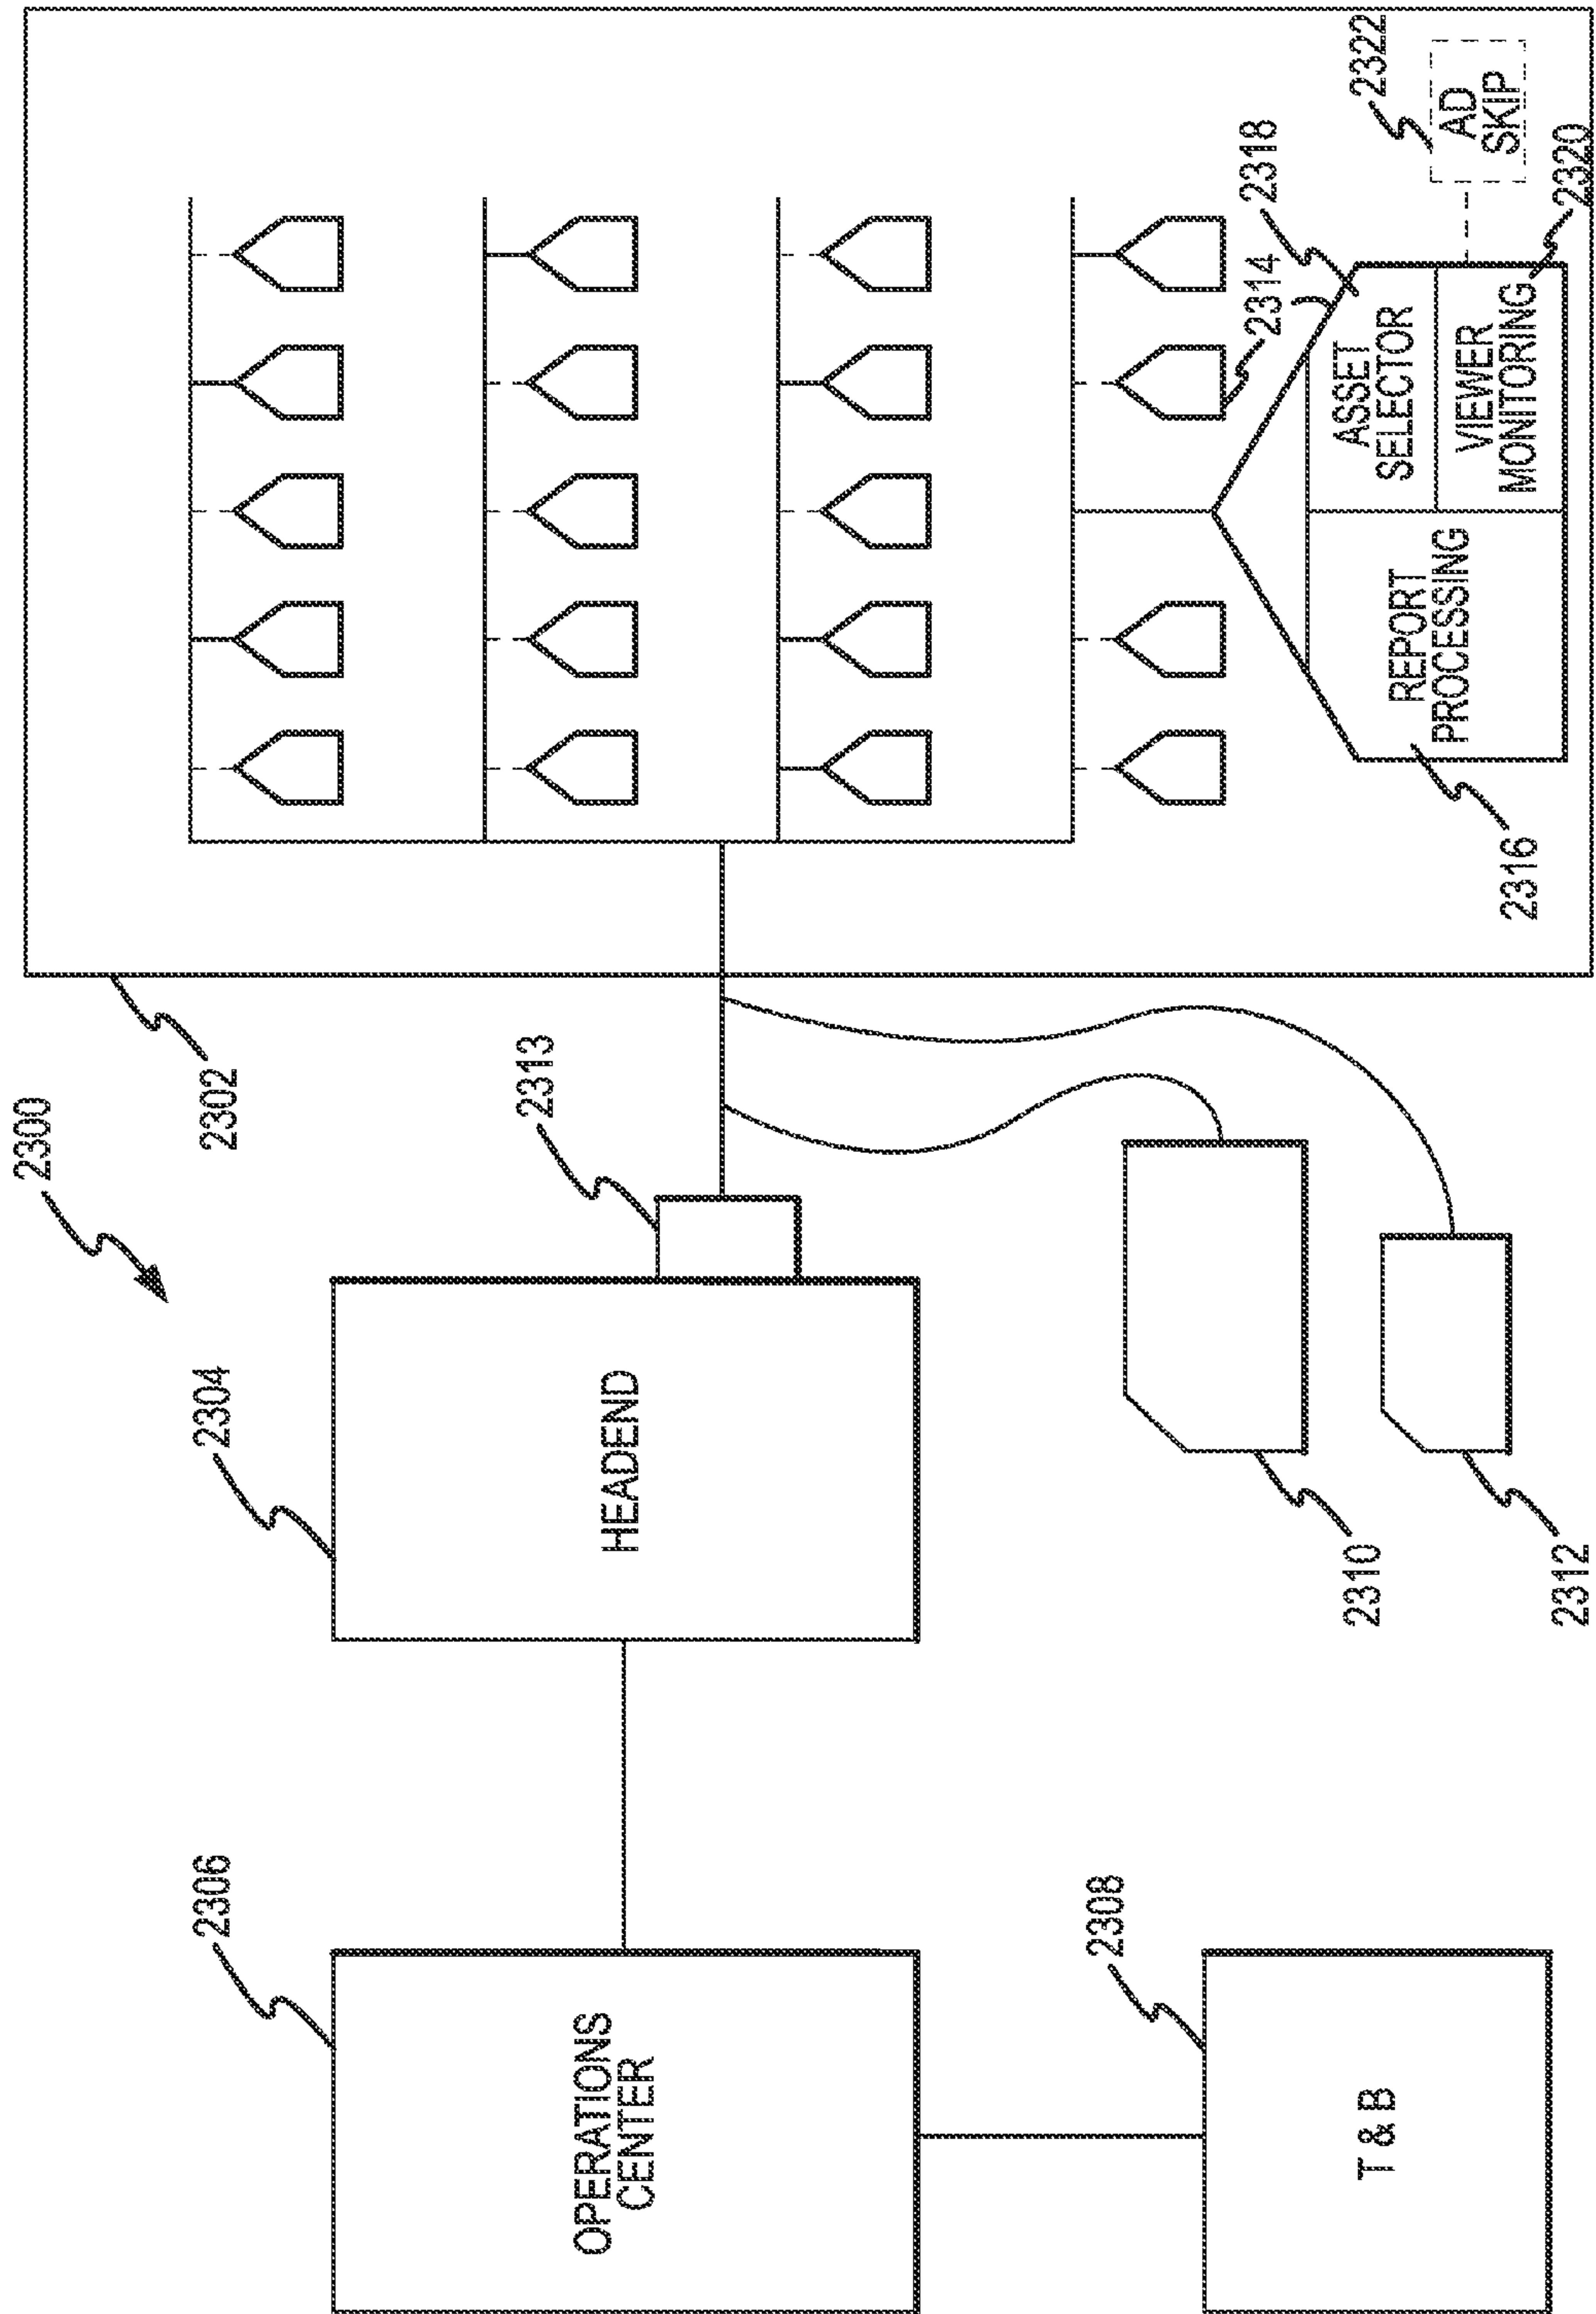 2300
2302
2304
HEADEND
2306
OPERATIONS
CENTER
2308
T & B
2310
2312
2313
2314
2316
REPORT
PROCESSING
2318
ASSET
SELECTOR
VIEWER
MONITORING
2320
2322
AD
SKIP